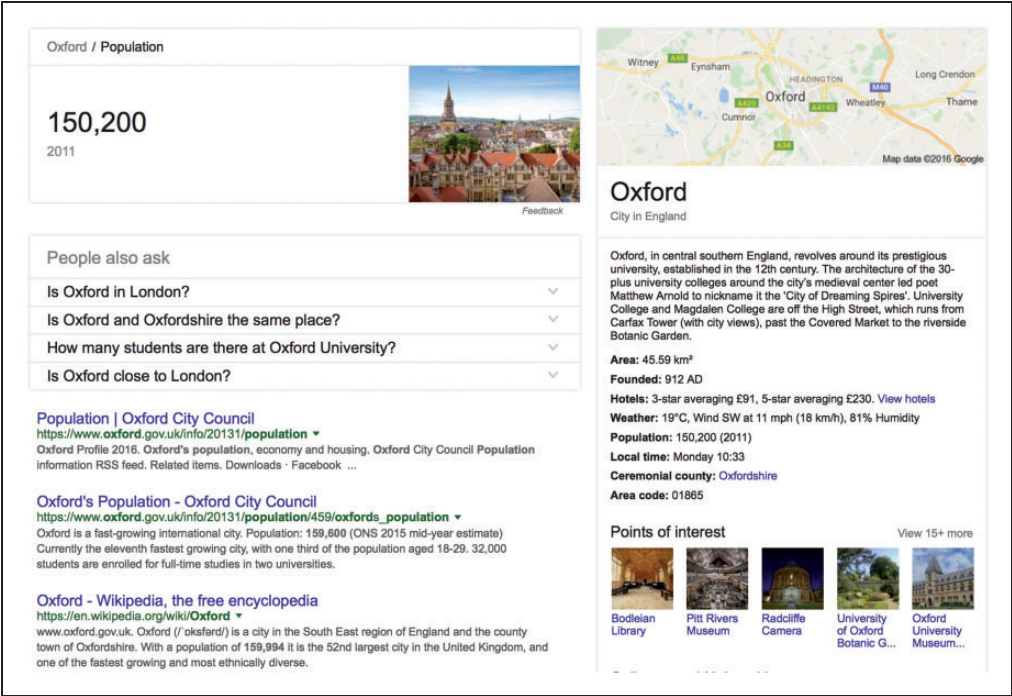 Oxford / Population
150,200
2011
Feedback
People also ask
Is Oxford in London?
Is Oxford and Oxfordshire the same place?
How many students are there at Oxford University?
Is Oxford close to London?
Population | Oxford City Council
https://www.oxford.gov.uk/info/20131/population
Oxford Profile 2016. Oxford's population, economy and housing. Oxford City Council Population
information RSS feed. Related items. Downloads · Facebook ...
Oxford's Population - Oxford City Council
https://www.oxford.gov.uk/info/20131/population/459/oxfords_population
Oxford is a fast-growing international city. Population: 159,600 (ONS 2015 mid-year estimate)
Currently the eleventh fastest growing city, with one third of the population aged 18-29. 32,000
students are enrolled for full-time studies in two universities.
Oxford - Wikipedia, the free encyclopedia
https://en.wikipedia.org/wiki/Oxford
www.oxford.gov.uk. Oxford (/ˈɒksfərd/) is a city in the South East region of England and the county
town of Oxfordshire. With a population of 159,994 it is the 52nd largest city in the United Kingdom, and
one of the fastest growing and most ethnically diverse.
Witney
A40
Eynsham
HEADINGTON
M40
Long Crendon
Oxford
A420
A4142
Wheatley
Thame
Cumnor
A34
Map data ©2016 Google
Oxford
City in England
Oxford, in central southern England, revolves around its prestigious
university, established in the 12th century. The architecture of the 30-
plus university colleges around the city's medieval center led poet
Matthew Arnold to nickname it the 'City of Dreaming Spires'. University
College and Magdalen College are off the High Street, which runs from
Carfax Tower (with city views), past the Covered Market to the riverside
Botanic Garden.
Area: 45.59 km²
Founded: 912 AD
Hotels: 3-star averaging £91, 5-star averaging £230. View hotels
Weather: 19°C, Wind SW at 11 mph (18 km/h), 81% Humidity
Population: 150,200 (2011)
Local time: Monday 10:33
Ceremonial county: Oxfordshire
Area code: 01865
Points of interest
View 15+ more
Bodleian
Library
Pitt Rivers
Museum
Radcliffe
Camera
University
of Oxford
Botanic G...
Oxford
University
Museum...